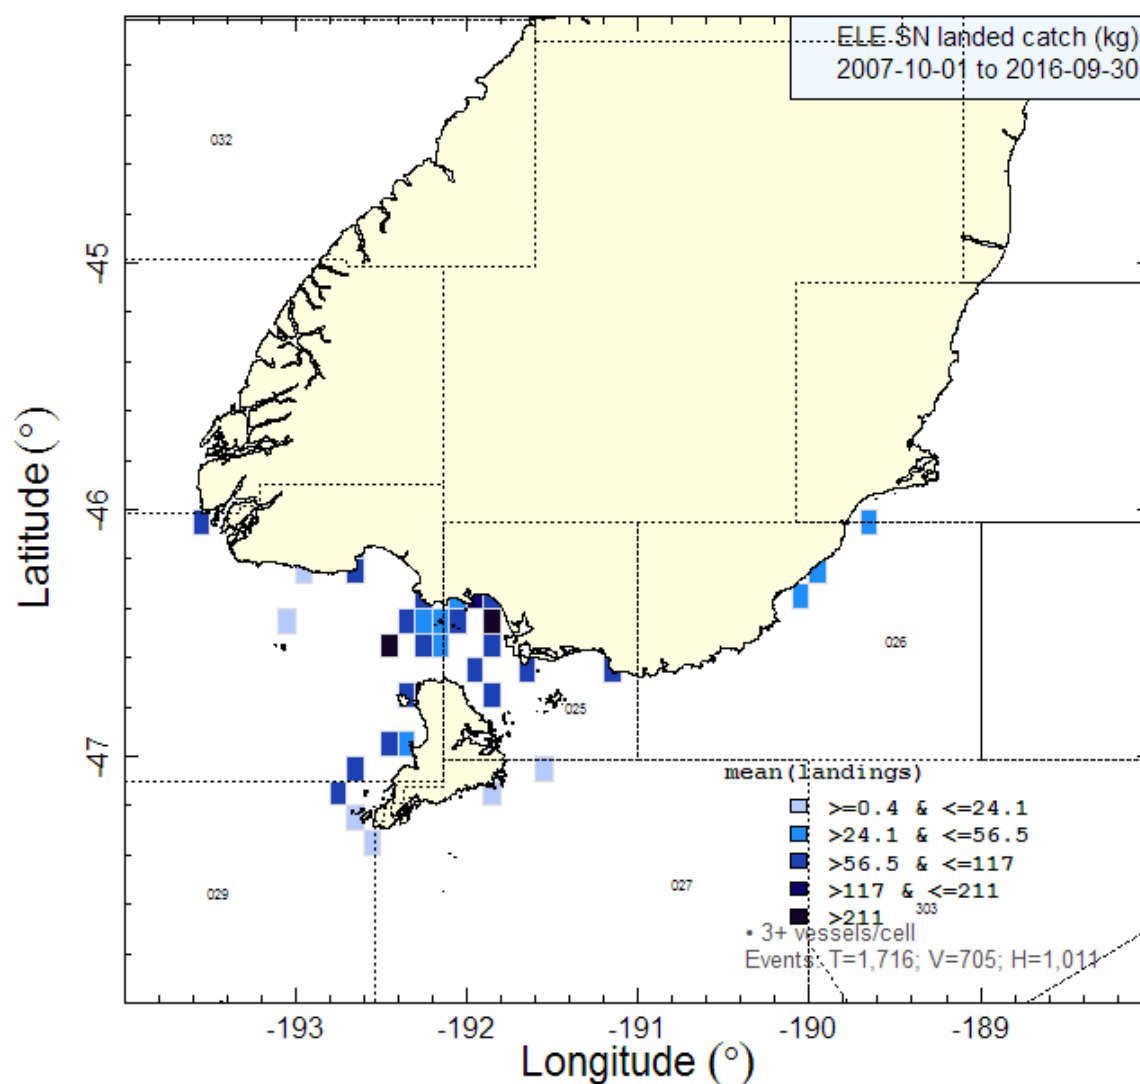 ELE SN landed catch (kg)
2007-10-01 to 2016-09-30
032
-45
-46
026
025
-47
mean(landings)
>=0.4 & <=24.1
>24.1 & <=56.5
>56.5 & <=117
>117 & <=211
>211
029
027
303
• 3+ vessels/cell
Events: T=1,716; V=705; H=1,011
-193
-192
-191
-190
-189
Longitude (°)
Latitude (°)